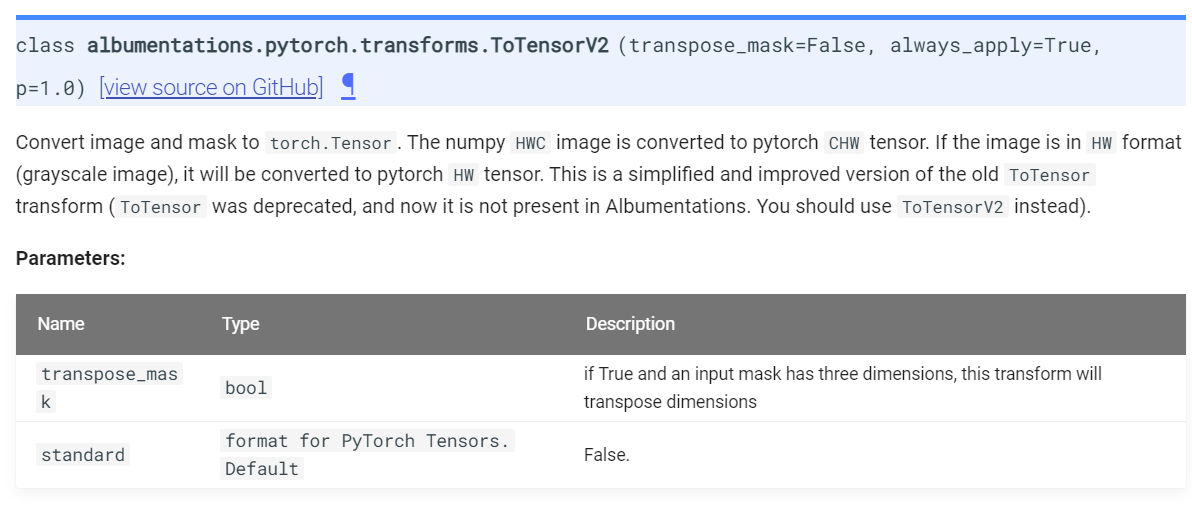 class albumentations.pytorch.transforms.ToTensorV2 (transpose_mask=False, always_apply=True,
p=1.0) [view source on GitHub] ¶
Convert image and mask to torch.Tensor. The numpy HWC image is converted to pytorch CHW tensor. If the image is in HW format
(grayscale image), it will be converted to pytorch HW tensor. This is a simplified and improved version of the old ToTensor
transform ( ToTensor was deprecated, and now it is not present in Albumentations. You should use ToTensorV2 instead).
Parameters:
Name Type Description
transpose_mas
k
bool
if True and an input mask has three dimensions, this transform will
transpose dimensions
standard
format for PyTorch Tensors.
Default
False.